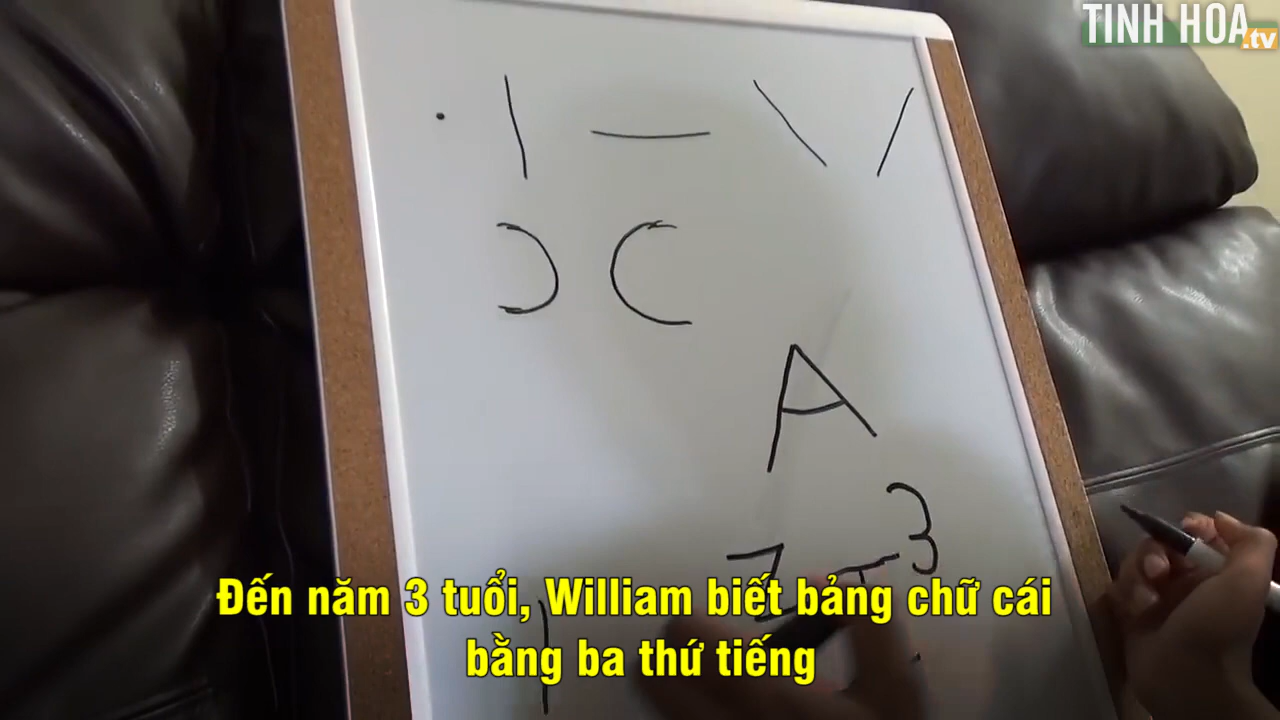 TINH HOA
.tv
A
3
Đến năm 3 tuổi, William biết bảng chữ cái
bằng ba thứ tiếng